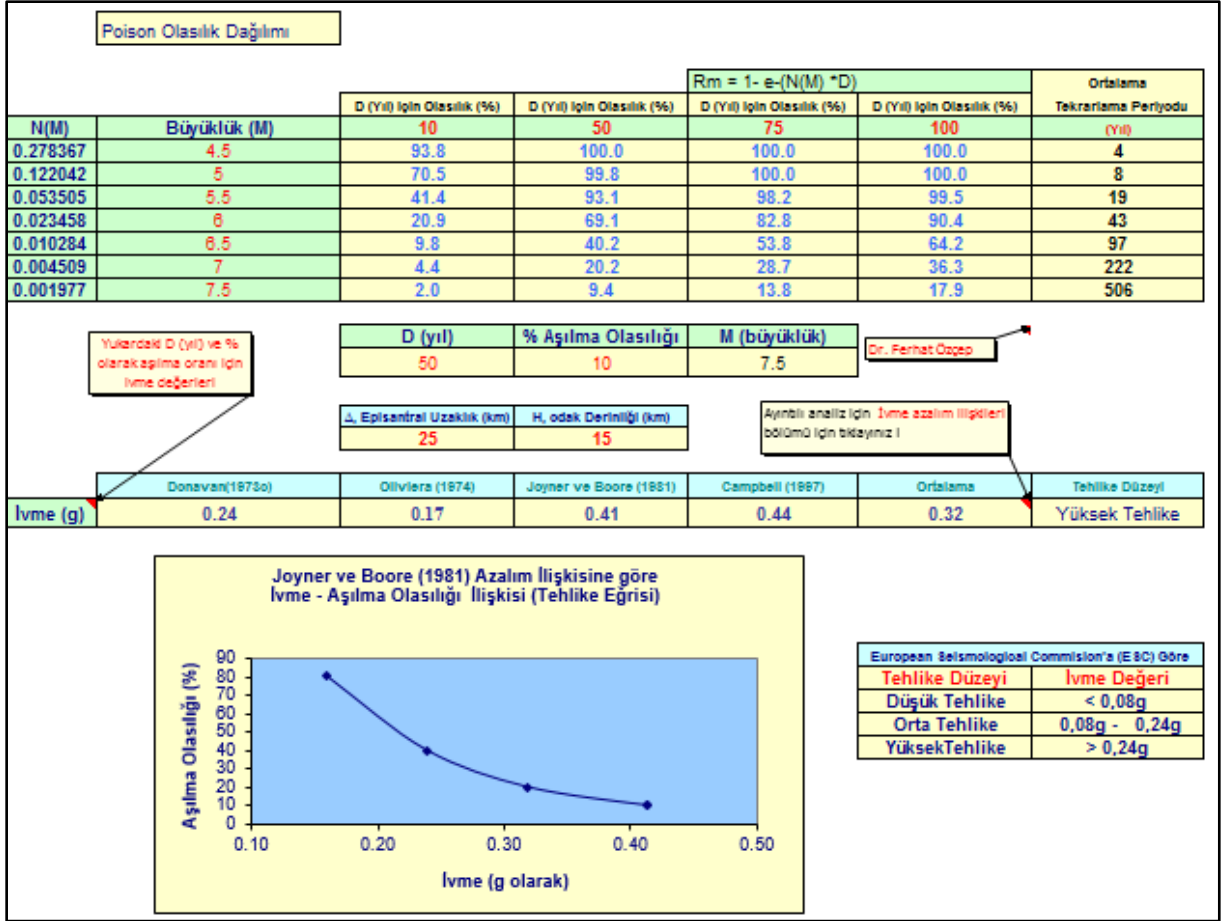 Poison Olasılık Dağılımı
Rm = 1- e-(N(M) *D)
Ortalama
D (Yıl) için Olasılık (%) D (Yıl) için Olasılık (%) D (Yıl) için Olasılık (%) D (Yıl) için Olasılık (%) Tekrarlama Periyodu
N(M) Büyüklük (M) 10 50 75 100 (Yıl)
0.278367 4.5 93.8 100.0 100.0 100.0 4
0.122042 5 70.5 99.8 100.0 100.0 8
0.053505 5.5 41.4 93.1 98.2 99.5 19
0.023458 6 20.9 69.1 82.8 90.4 43
0.010284 6.5 9.8 40.2 53.8 64.2 97
0.004509 7 4.4 20.2 28.7 36.3 222
0.001977 7.5 2.0 9.4 13.8 17.9 506
Yukardaki D (yıl) ve %
olarak aşılma oranı için
ivme değerleri
D (yıl) % Aşılma Olasılığı M (büyüklük)
50 10 7.5
Dr. Ferhat Özçep
Δ, Episantral Uzaklık (km) H, odak Derinliği (km)
25 15
Ayrıntılı analiz için İvme azalım ilişkileri
bölümü için tıklayınız !
Donavan(1973o) Oliviera (1974) Joyner ve Boore (1981) Campbell (1997) Ortalama Tehlike Düzeyi
İvme (g) 0.24 0.17 0.41 0.44 0.32 Yüksek Tehlike
Joyner ve Boore (1981) Azalım İlişkisine göre
İvme - Aşılma Olasılığı İlişkisi (Tehlike Eğrisi)
Aşılma Olasılığı (%)
90
80
70
60
50
40
30
20
10
0
0.10 0.20 0.30 0.40 0.50
İvme (g olarak)
European Seismological Commision'a (ESC) Göre
Tehlike Düzeyi İvme Değeri
Düşük Tehlike < 0,08g
Orta Tehlike 0,08g - 0,24g
YüksekTehlike > 0,24g